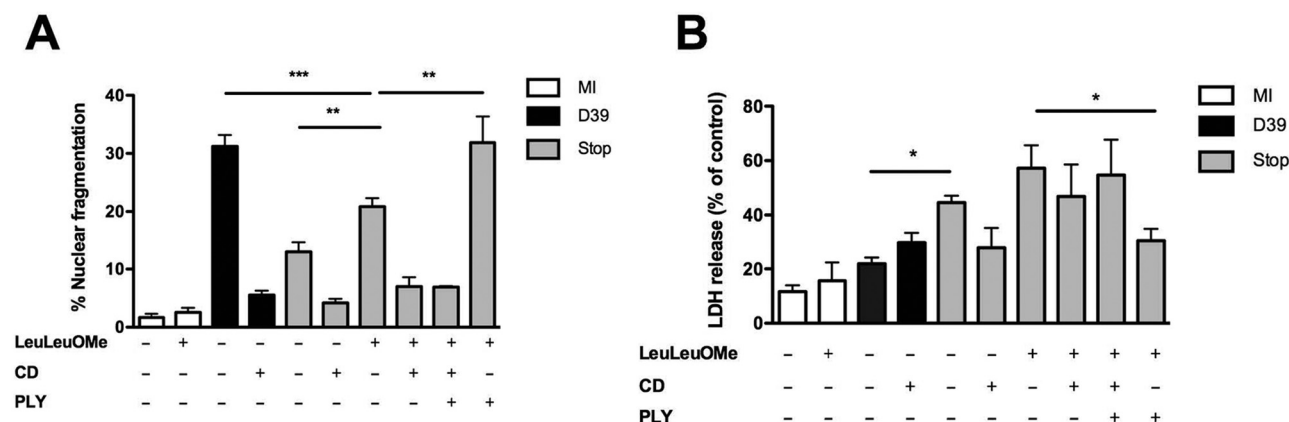 A
% Nuclear fragmentation
40
30
20
10
0
***
**
**
MI
D39
Stop
LeuLeuOMe – + – – – – + + + +
CD – – – + – + – + + –
PLY – – – – – – – – + +
B
LDH release (% of control)
80
60
40
20
0
*
*
MI
D39
Stop
LeuLeuOMe – + – – – – + + + +
CD – – – + – + – + + –
PLY – – – – – – – – + +